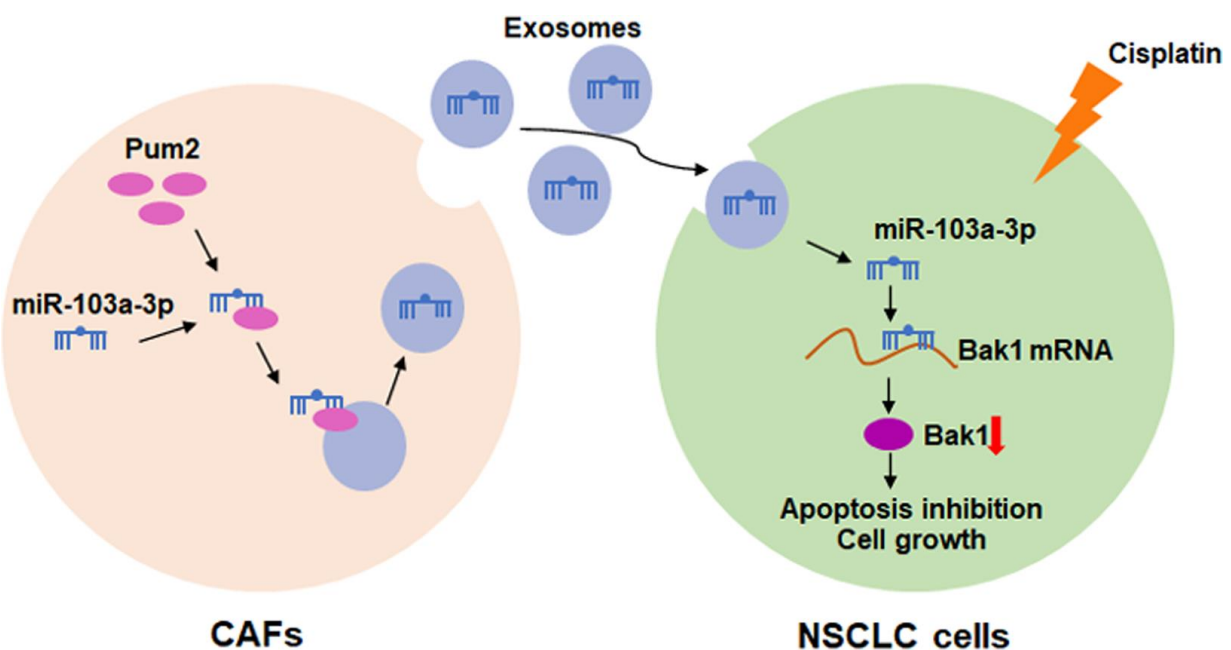 Exosomes
Cisplatin
Pum2
miR-103a-3p
miR-103a-3p
Bak1 mRNA
Bak1
Apoptosis inhibition
Cell growth
CAFs
NSCLC cells